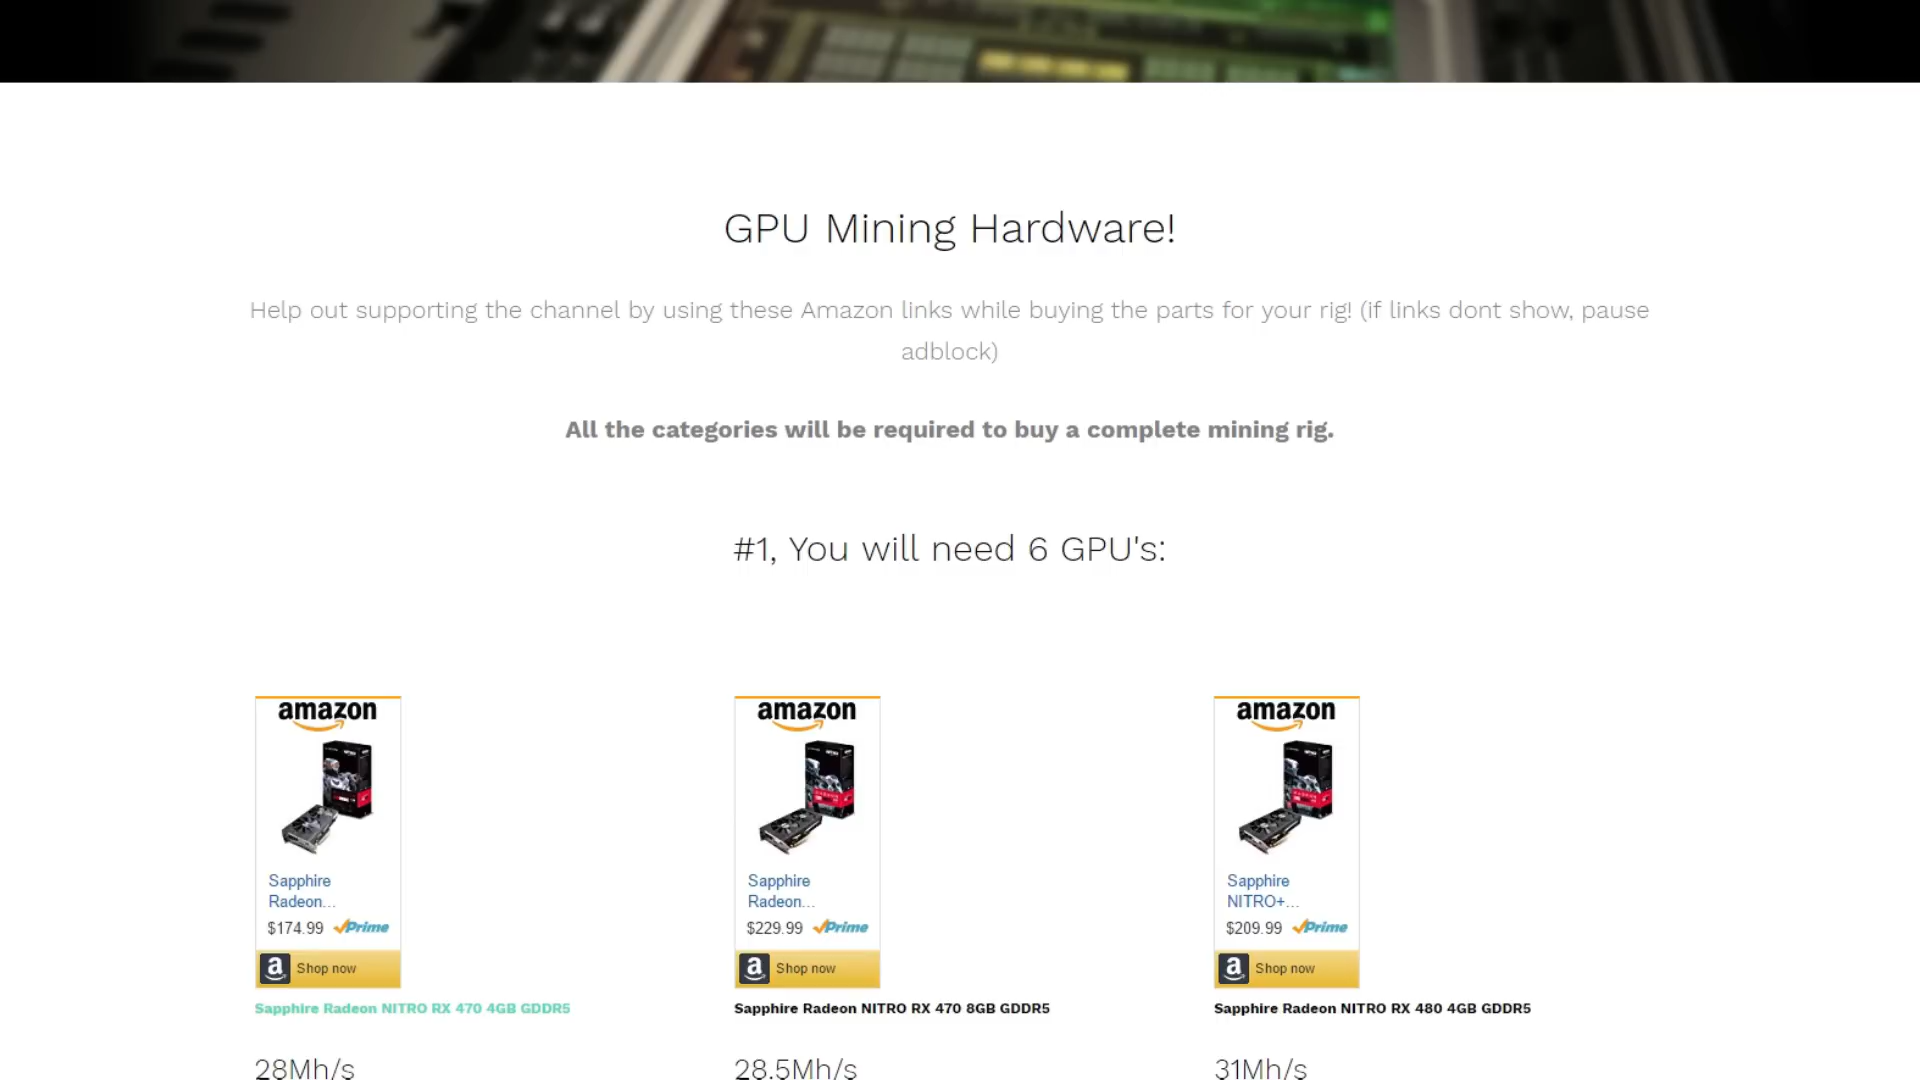 GPU Mining Hardware!
Help out supporting the channel by using these Amazon links while buying the parts for your rig! (if links dont show, pause
adblock)
All the categories will be required to buy a complete mining rig.
#1, You will need 6 GPU's:
amazon
Sapphire
Radeon...
$174.99 Prime
a Shop now
Sapphire Radeon NITRO RX 470 4GB GDDR5
28Mh/s
amazon
Sapphire
Radeon...
$229.99 Prime
a Shop now
Sapphire Radeon NITRO RX 470 8GB GDDR5
28.5Mh/s
amazon
Sapphire
NITRO+...
$209.99 Prime
a Shop now
Sapphire Radeon NITRO RX 480 4GB GDDR5
31Mh/s